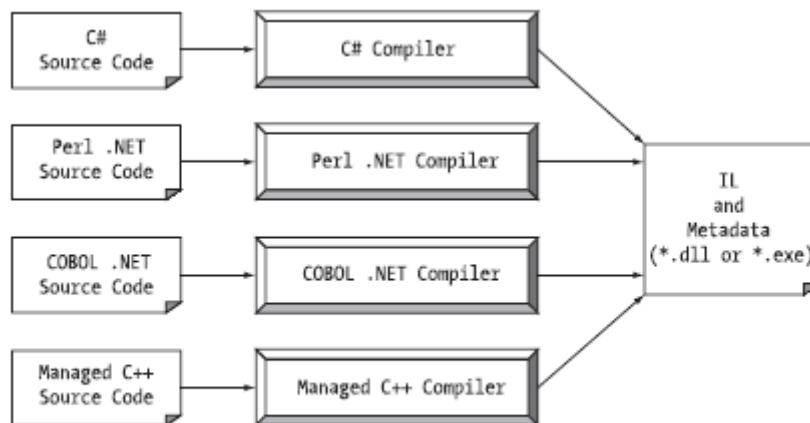 C#
Source Code
C# Compiler
Perl .NET
Source Code
Perl .NET Compiler
COBOL .NET
Source Code
COBOL .NET Compiler
Managed C++
Source Code
Managed C++ Compiler
IL
and
Metadata
(*.dll or *.exe)